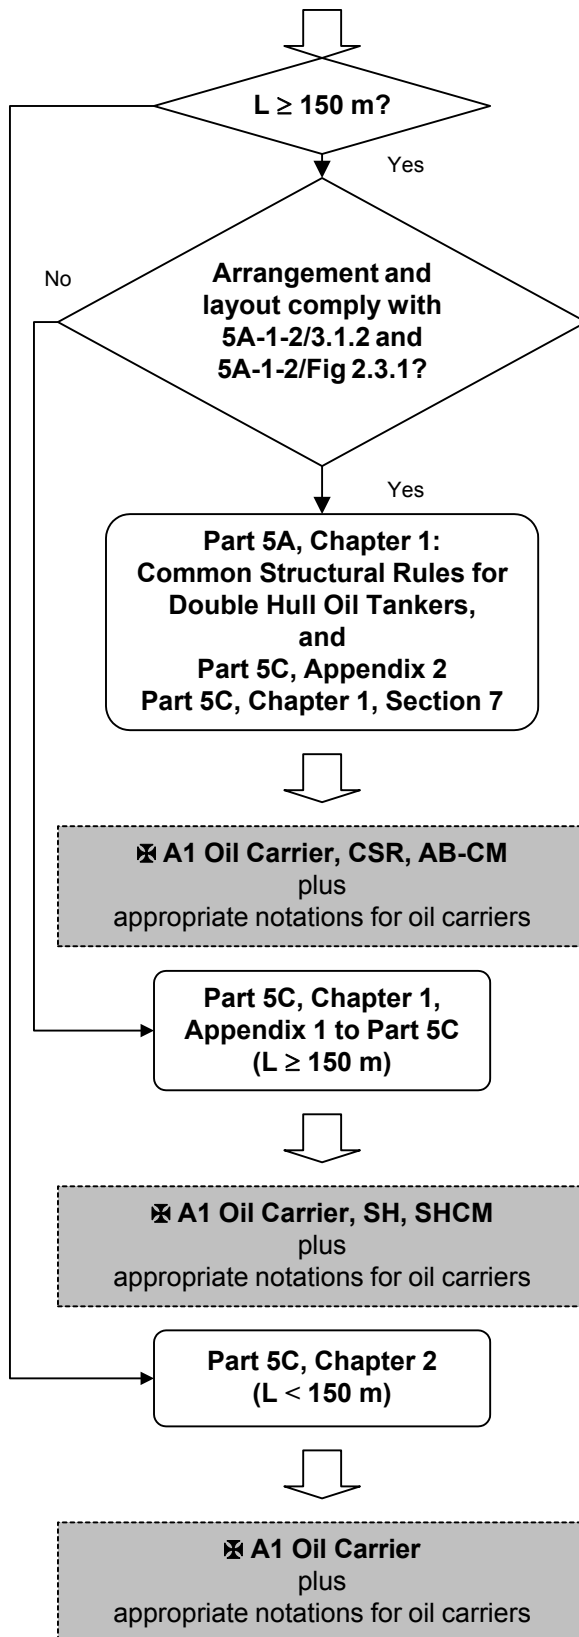 L ≥ 150 m?
Yes
No
Arrangement and
layout comply with
5A-1-2/3.1.2 and
5A-1-2/Fig 2.3.1?
Yes
Part 5A, Chapter 1:
Common Structural Rules for
Double Hull Oil Tankers,
and
Part 5C, Appendix 2
Part 5C, Chapter 1, Section 7
✠ A1 Oil Carrier, CSR, AB-CM
plus
appropriate notations for oil carriers
Part 5C, Chapter 1,
Appendix 1 to Part 5C
(L ≥ 150 m)
✠ A1 Oil Carrier, SH, SHCM
plus
appropriate notations for oil carriers
Part 5C, Chapter 2
(L < 150 m)
✠ A1 Oil Carrier
plus
appropriate notations for oil carriers